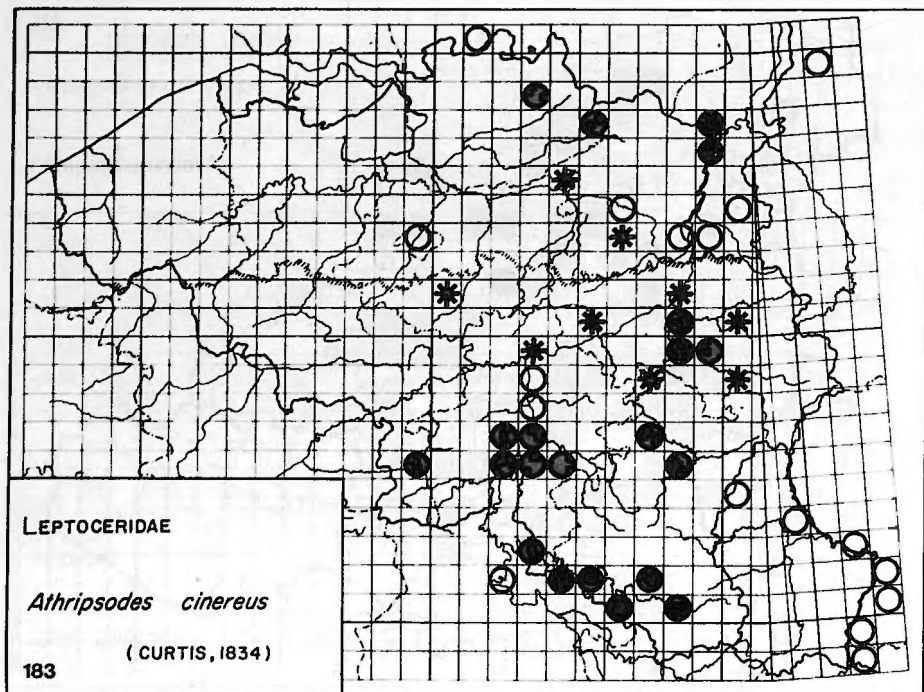 LEPTOCERIDAE
Athripsodes cinereus
(CURTIS, 1834)
183